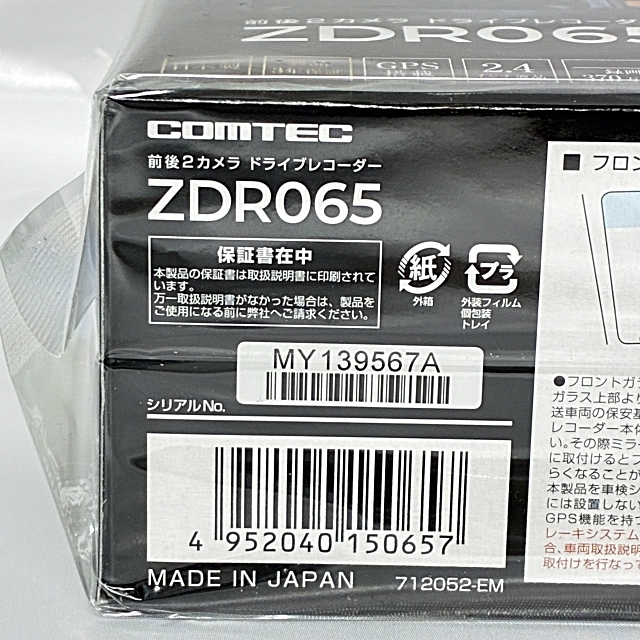 前後2カメラ ドライブレコーダー
ZDR065
GPS
2.4
COMTEC
前後2カメラ ドライブレコーダー
ZDR065
保証書在中
本製品の保証書は取扱説明書に印刷されて
います。
万一取扱説明書がなかった場合は、製品を
ご使用になる前に弊社へご請求ください。
紙
外箱
プラ
外装フィルム
個包装
トレイ
MY139567A
シリアルNo.
4 952040 150657
MADE IN JAPAN
712052-EM
■ フロン
●フロントガラ
ガラス上部より
送車両の保安基
レコーダー本体
い。その際ミラー
に取付けるとフ
らくなることが
本製品を車検シ
には設置しない
GPS機能を持つ
レーキシステム
合、車両取扱説明
取付けを行なって